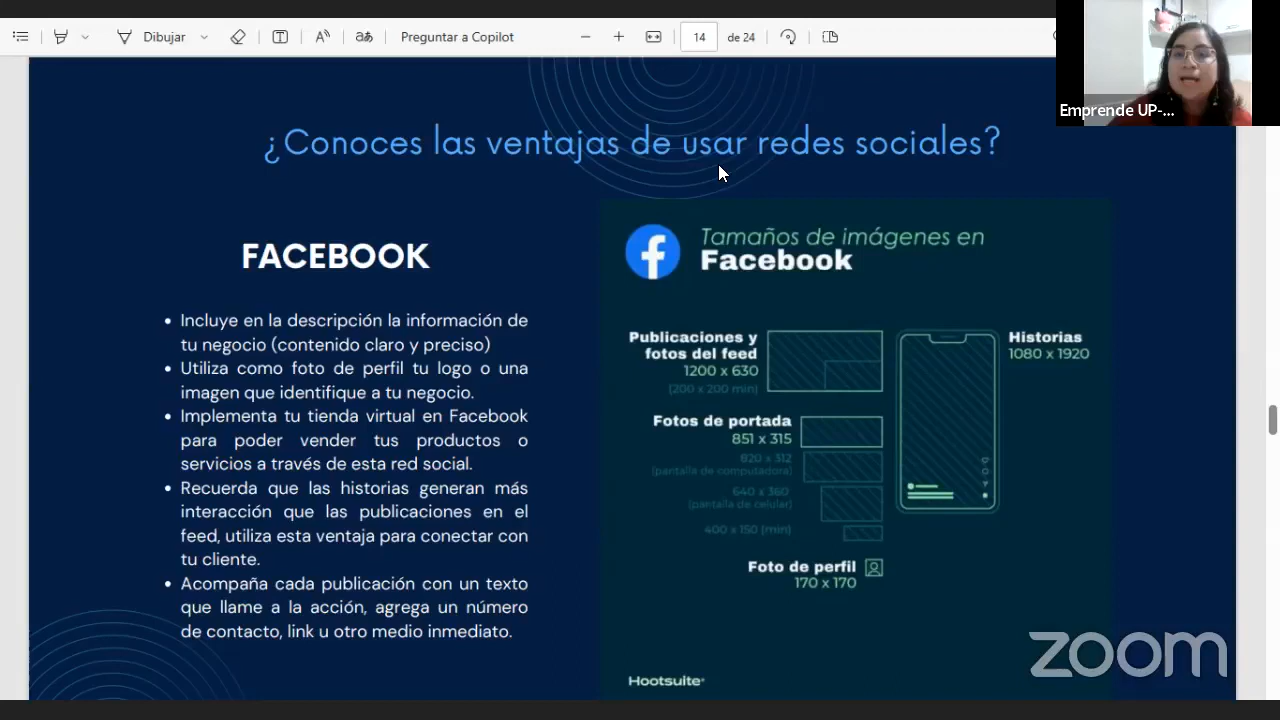 Dibujar
Preguntar a Copilot
14
de 24
Emprende UP-...
¿Conoces las ventajas de usar redes sociales?
FACEBOOK
• Incluye en la descripción la información de
tu negocio (contenido claro y preciso)
• Utiliza como foto de perfil tu logo o una
imagen que identifique a tu negocio.
• Implementa tu tienda virtual en Facebook
para poder vender tus productos o
servicios a través de esta red social.
• Recuerda que las historias generan más
interacción que las publicaciones en el
feed, utiliza esta ventaja para conectar con
tu cliente.
• Acompaña cada publicación con un texto
que llame a la acción, agrega un número
de contacto, link u otro medio inmediato.
Tamaños de imágenes en
Facebook
Publicaciones y
fotos del feed
1200 x 630
(200 x 200 min)
Historias
1080 x 1920
Fotos de portada
851 x 315
820 x 312
(pantalla de computadora)
640 x 360
(pantalla de celular)
400 x 150 (min)
Foto de perfil
170 x 170
Hootsuite
zoom